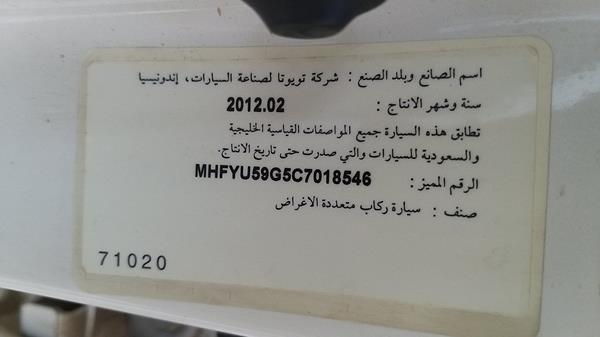 اسم الصانع وبلد الصنع : شركة تويوتا لصناعة السيارات، إندونيسيا
سنة وشهر الانتاج : 2012.02
تطابق هذه السيارة جميع المواصفات القياسية الخليجية
والسعودية للسيارات والتي صدرت حتى تاريخ الانتاج.
الرقم المميز : MHFYU59G5C7018546
صنف : سيارة ركاب متعددة الاغراض
71020